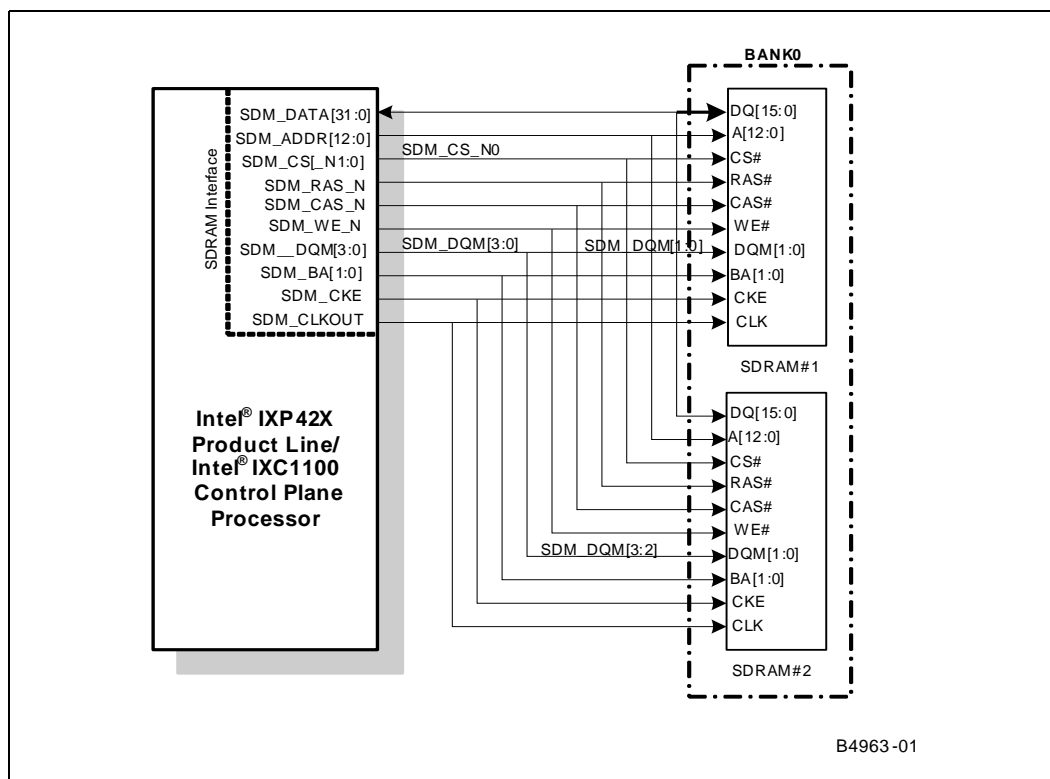 BANK0
SDRAM Interface
SDM_DATA[31:0]
SDM_ADDR[12:0]
SDM_CS[_N1:0]
SDM_RAS_N
SDM_CAS_N
SDM_WE_N
SDM__DQM[3:0]
SDM_BA[1:0]
SDM_CKE
SDM_CLKOUT
Intel® IXP42X
Product Line/
Intel® IXC1100
Control Plane
Processor
SDM_CS_N0
SDM_DQM[3:0]
SDM_DQM[1:0]
SDM_DQM[3:2]
DQ[15:0]
A[12:0]
CS#
RAS#
CAS#
WE#
DQM[1:0]
BA[1:0]
CKE
CLK
SDRAM#1
DQ[15:0]
A[12:0]
CS#
RAS#
CAS#
WE#
DQM[1:0]
BA[1:0]
CKE
CLK
SDRAM#2
B4963-01